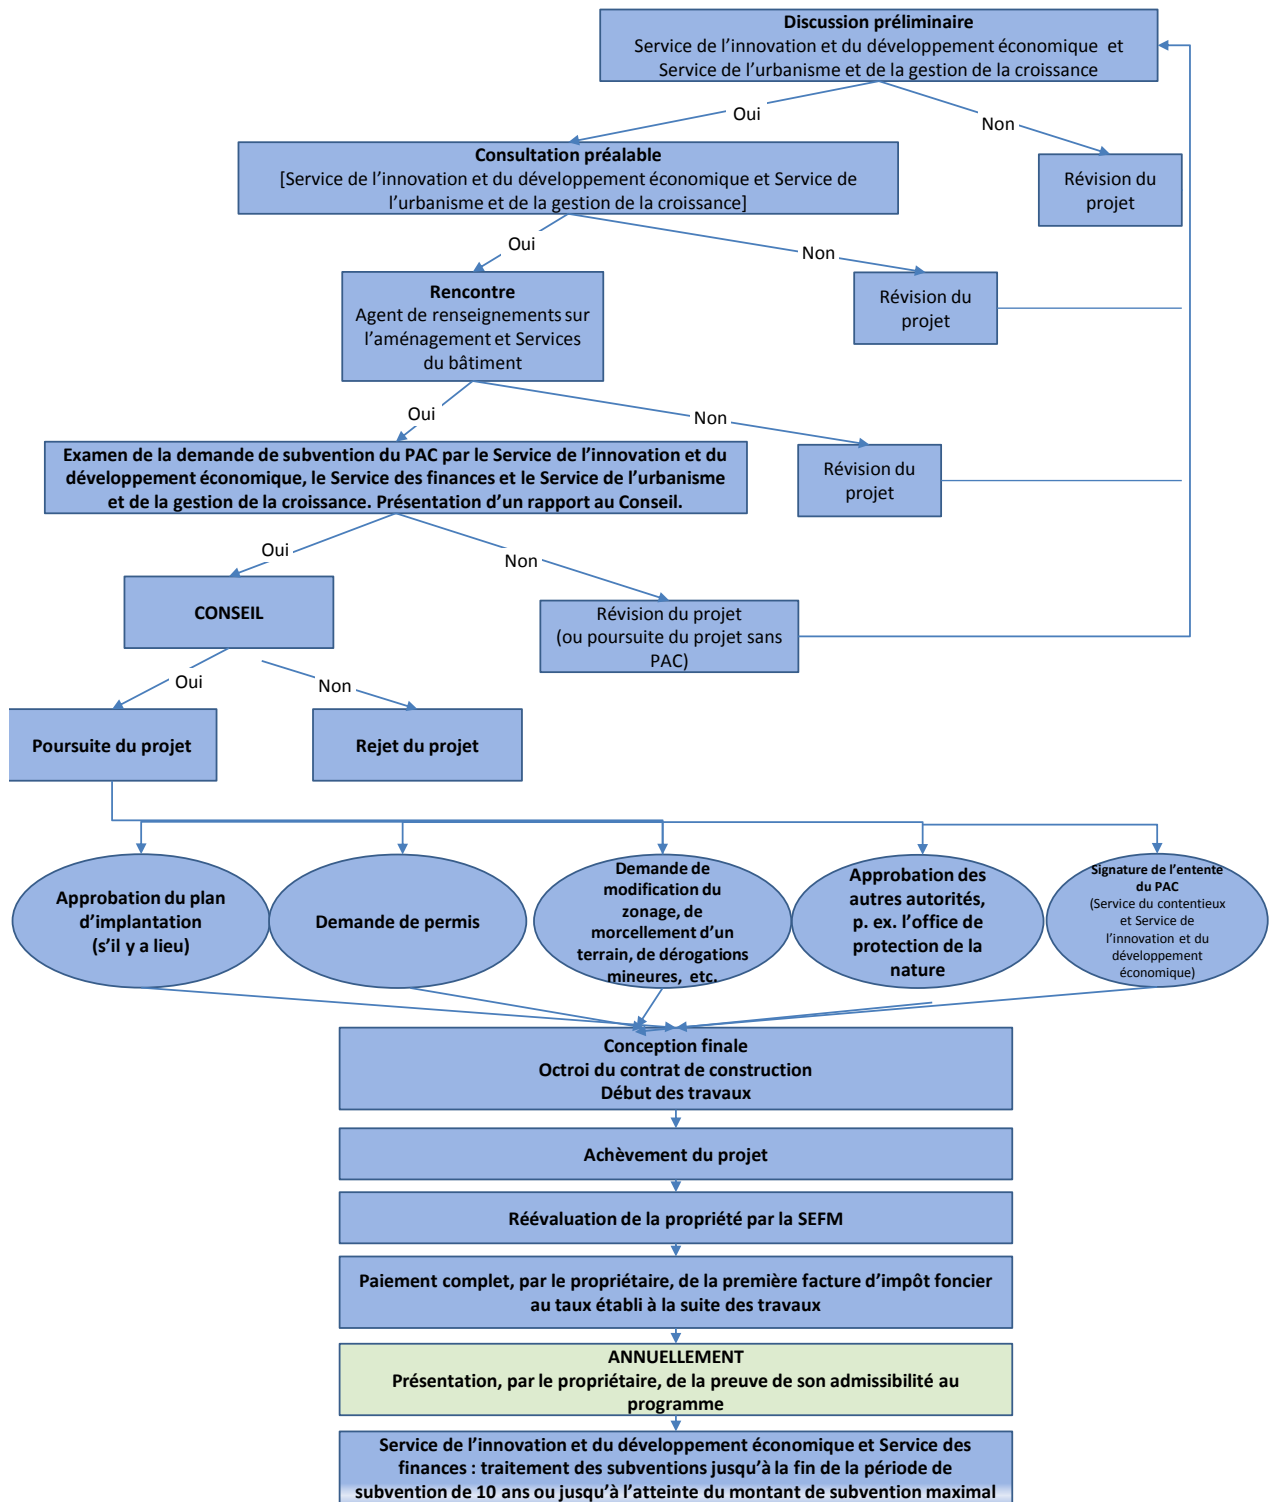 Discussion préliminaire
Service de l’innovation et du développement économique et
Service de l’urbanisme et de la gestion de la croissance
Oui
Non
Consultation préalable
[Service de l’innovation et du développement économique et Service de
l’urbanisme et de la gestion de la croissance]
Révision du
projet
Oui
Non
Rencontre
Agent de renseignements sur
l’aménagement et Services
du bâtiment
Révision du
projet
Oui
Non
Examen de la demande de subvention du PAC par le Service de l’innovation et du
développement économique, le Service des finances et le Service de l’urbanisme
et de la gestion de la croissance. Présentation d’un rapport au Conseil.
Révision du
projet
Oui
Non
CONSEIL
Révision du projet
(ou poursuite du projet sans
PAC)
Oui
Non
Poursuite du projet
Rejet du projet
Approbation du plan
d’implantation
(s’il y a lieu)
Demande de permis
Demande de
modification du
zonage, de
morcellement d’un
terrain, de dérogations
mineures, etc.
Approbation des
autres autorités,
p. ex. l’office de
protection de la
nature
Signature de l’entente
du PAC
(Service du contentieux
et Service de
l’innovation et du
développement
économique)
Conception finale
Octroi du contrat de construction
Début des travaux
Achèvement du projet
Réévaluation de la propriété par la SEFM
Paiement complet, par le propriétaire, de la première facture d’impôt foncier
au taux établi à la suite des travaux
ANNUELLEMENT
Présentation, par le propriétaire, de la preuve de son admissibilité au
programme
Service de l’innovation et du développement économique et Service des
finances : traitement des subventions jusqu’à la fin de la période de
subvention de 10 ans ou jusqu’à l’atteinte du montant de subvention maximal